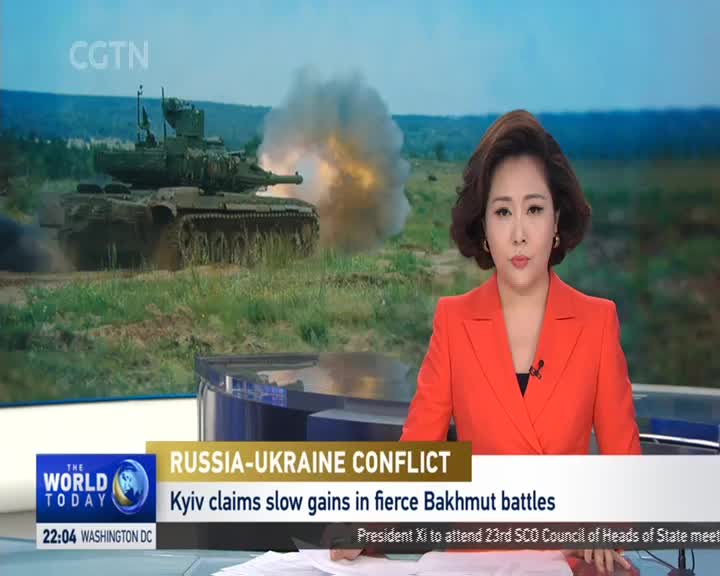 CGTN
RUSSIA-UKRAINE CONFLICT
THE
WORLD
TODAY
Kyiv claims slow gains in fierce Bakhmut battles
22:04 WASHINGTON DC
President Xi to attend 23rd SCO Council of Heads of State meet